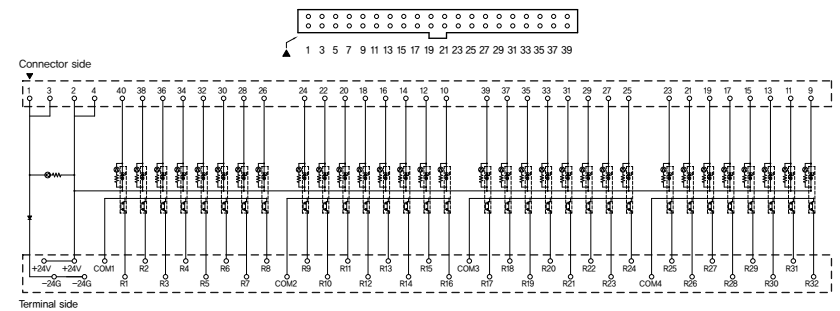 1 3 5 7 9 11 13 15 17 19 21 23 25 27 29 31 33 35 37 39
Connector side
1 3 2 4 40 38 36 34 32 30 28 26 24 22 20 18 16 14 12 10 39 37 35 33 31 29 27 25 23 21 19 17 15 13 11 9
+24V +24V COM1 R2 R4 R6 R8 R9 R11 R13 R15 COM3 R18 R20 R22 R24 R25 R27 R29 R31
−24G −24G R1 R3 R5 R7 COM2 R10 R12 R14 R16 R17 R19 R21 R23 COM4 R26 R28 R30 R32
Terminal side